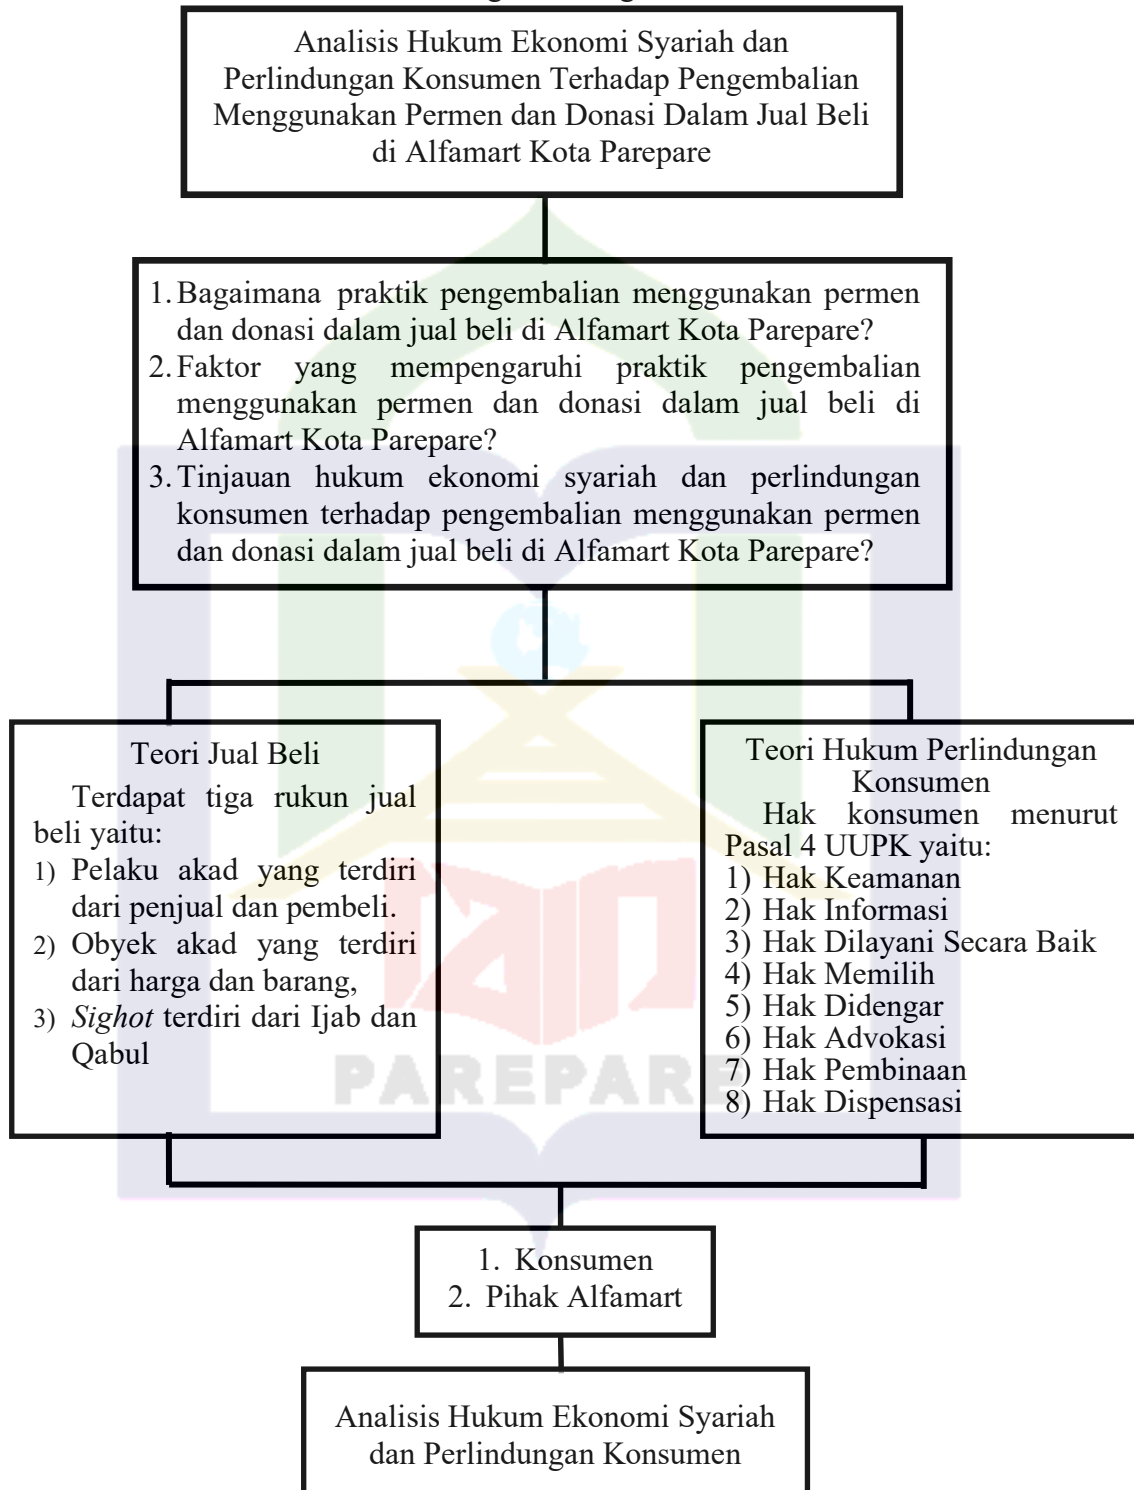 Analisis Hukum Ekonomi Syariah dan
Perlindungan Konsumen Terhadap Pengembalian
Menggunakan Permen dan Donasi Dalam Jual Beli
di Alfamart Kota Parepare
1. Bagaimana praktik pengembalian menggunakan permen
dan donasi dalam jual beli di Alfamart Kota Parepare?
2. Faktor yang mempengaruhi praktik pengembalian
menggunakan permen dan donasi dalam jual beli di
Alfamart Kota Parepare?
3. Tinjauan hukum ekonomi syariah dan perlindungan
konsumen terhadap pengembalian menggunakan permen
dan donasi dalam jual beli di Alfamart Kota Parepare?
Teori Jual Beli
Terdapat tiga rukun jual
beli yaitu:
1) Pelaku akad yang terdiri
dari penjual dan pembeli.
2) Obyek akad yang terdiri
dari harga dan barang,
3) Sighot terdiri dari Ijab dan
Qabul
Teori Hukum Perlindungan
Konsumen
Hak konsumen menurut
Pasal 4 UUPK yaitu:
1) Hak Keamanan
2) Hak Informasi
3) Hak Dilayani Secara Baik
4) Hak Memilih
5) Hak Didengar
6) Hak Advokasi
7) Hak Pembinaan
8) Hak Dispensasi
PAREPARE
1. Konsumen
2. Pihak Alfamart
Analisis Hukum Ekonomi Syariah
dan Perlindungan Konsumen